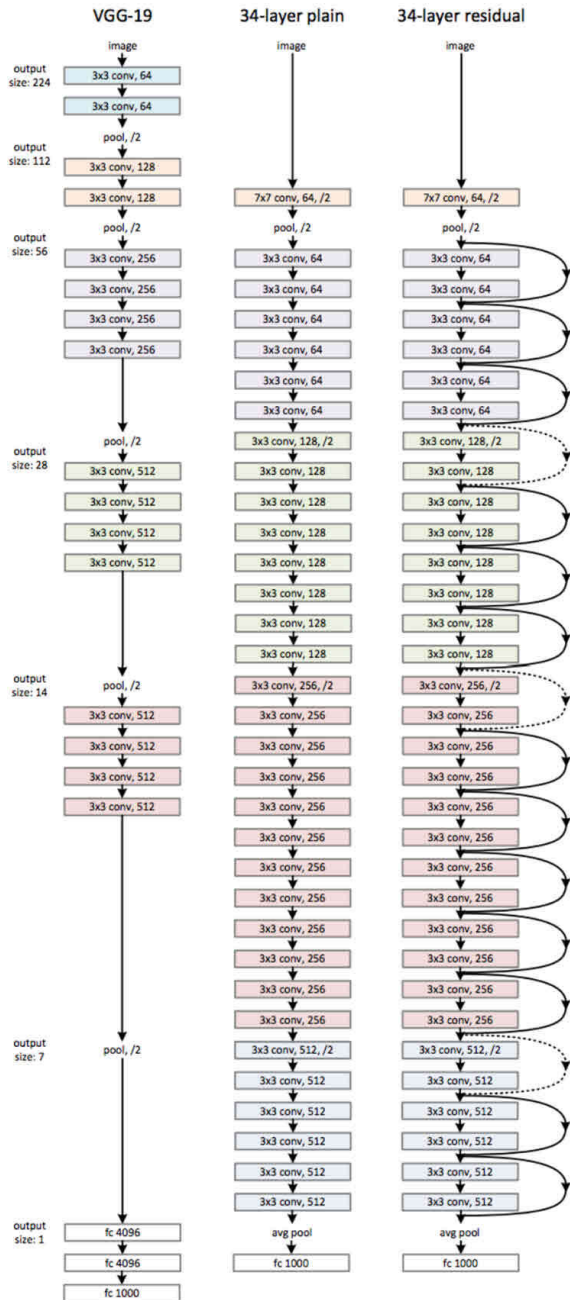 output
size: 224
output
size: 112
output
size: 56
output
size: 28
output
size: 14
output
size: 7
output
size: 1
VGG-19
image
3x3 conv, 64
3x3 conv, 64
pool, /2
3x3 conv, 128
3x3 conv, 128
pool, /2
3x3 conv, 256
3x3 conv, 256
3x3 conv, 256
3x3 conv, 256
pool, /2
3x3 conv, 512
3x3 conv, 512
3x3 conv, 512
3x3 conv, 512
pool, /2
3x3 conv, 512
3x3 conv, 512
3x3 conv, 512
3x3 conv, 512
pool, /2
fc 4096
fc 4096
fc 1000
34-layer plain
image
7x7 conv, 64, /2
pool, /2
3x3 conv, 64
3x3 conv, 64
3x3 conv, 64
3x3 conv, 64
3x3 conv, 64
3x3 conv, 64
3x3 conv, 128, /2
3x3 conv, 128
3x3 conv, 128
3x3 conv, 128
3x3 conv, 128
3x3 conv, 128
3x3 conv, 128
3x3 conv, 128
3x3 conv, 256, /2
3x3 conv, 256
3x3 conv, 256
3x3 conv, 256
3x3 conv, 256
3x3 conv, 256
3x3 conv, 256
3x3 conv, 256
3x3 conv, 256
3x3 conv, 256
3x3 conv, 256
3x3 conv, 256
3x3 conv, 512, /2
3x3 conv, 512
3x3 conv, 512
3x3 conv, 512
3x3 conv, 512
3x3 conv, 512
avg pool
fc 1000
34-layer residual
image
7x7 conv, 64, /2
pool, /2
3x3 conv, 64
3x3 conv, 64
3x3 conv, 64
3x3 conv, 64
3x3 conv, 64
3x3 conv, 64
3x3 conv, 128, /2
3x3 conv, 128
3x3 conv, 128
3x3 conv, 128
3x3 conv, 128
3x3 conv, 128
3x3 conv, 128
3x3 conv, 128
3x3 conv, 256, /2
3x3 conv, 256
3x3 conv, 256
3x3 conv, 256
3x3 conv, 256
3x3 conv, 256
3x3 conv, 256
3x3 conv, 256
3x3 conv, 256
3x3 conv, 256
3x3 conv, 256
3x3 conv, 256
3x3 conv, 512, /2
3x3 conv, 512
3x3 conv, 512
3x3 conv, 512
3x3 conv, 512
3x3 conv, 512
avg pool
fc 1000